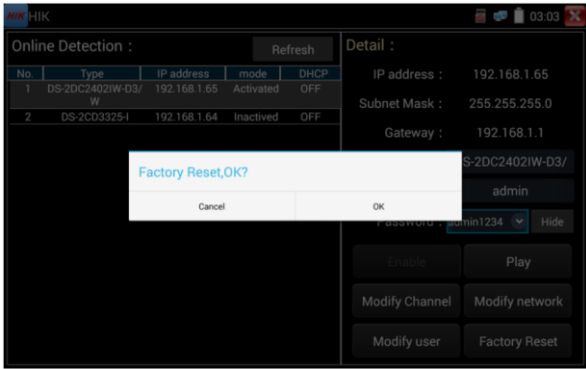 HIK HIK 03:03
Online Detection :
Refresh
No. Type IP address mode DHCP
1 DS-2DC2402IW-D3/W 192.168.1.65 Activated OFF
2 DS-2CD3325-I 192.168.1.64 Inactived OFF
Detail :
IP address : 192.168.1.65
Subnet Mask : 255.255.255.0
Gateway : 192.168.1.1
S-2DC2402IW-D3/
admin
Password : admin1234 Hide
Factory Reset,OK?
Cancel OK
Enable Play
Modify Channel Modify network
Modify user Factory Reset